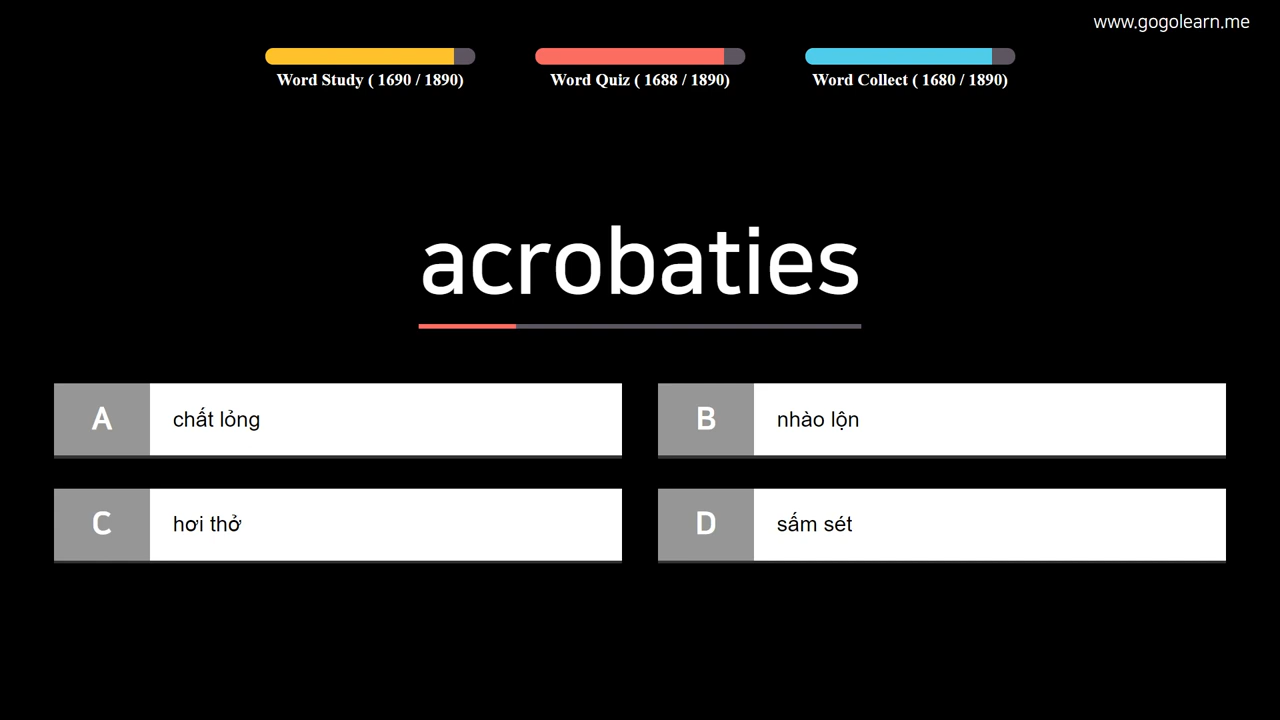 www.gogolearn.me
Word Study ( 1690 / 1890)
Word Quiz ( 1688 / 1890)
Word Collect ( 1680 / 1890)
acrobaties
A
chất lỏng
B
nhào lộn
C
hơi thở
D
sấm sét